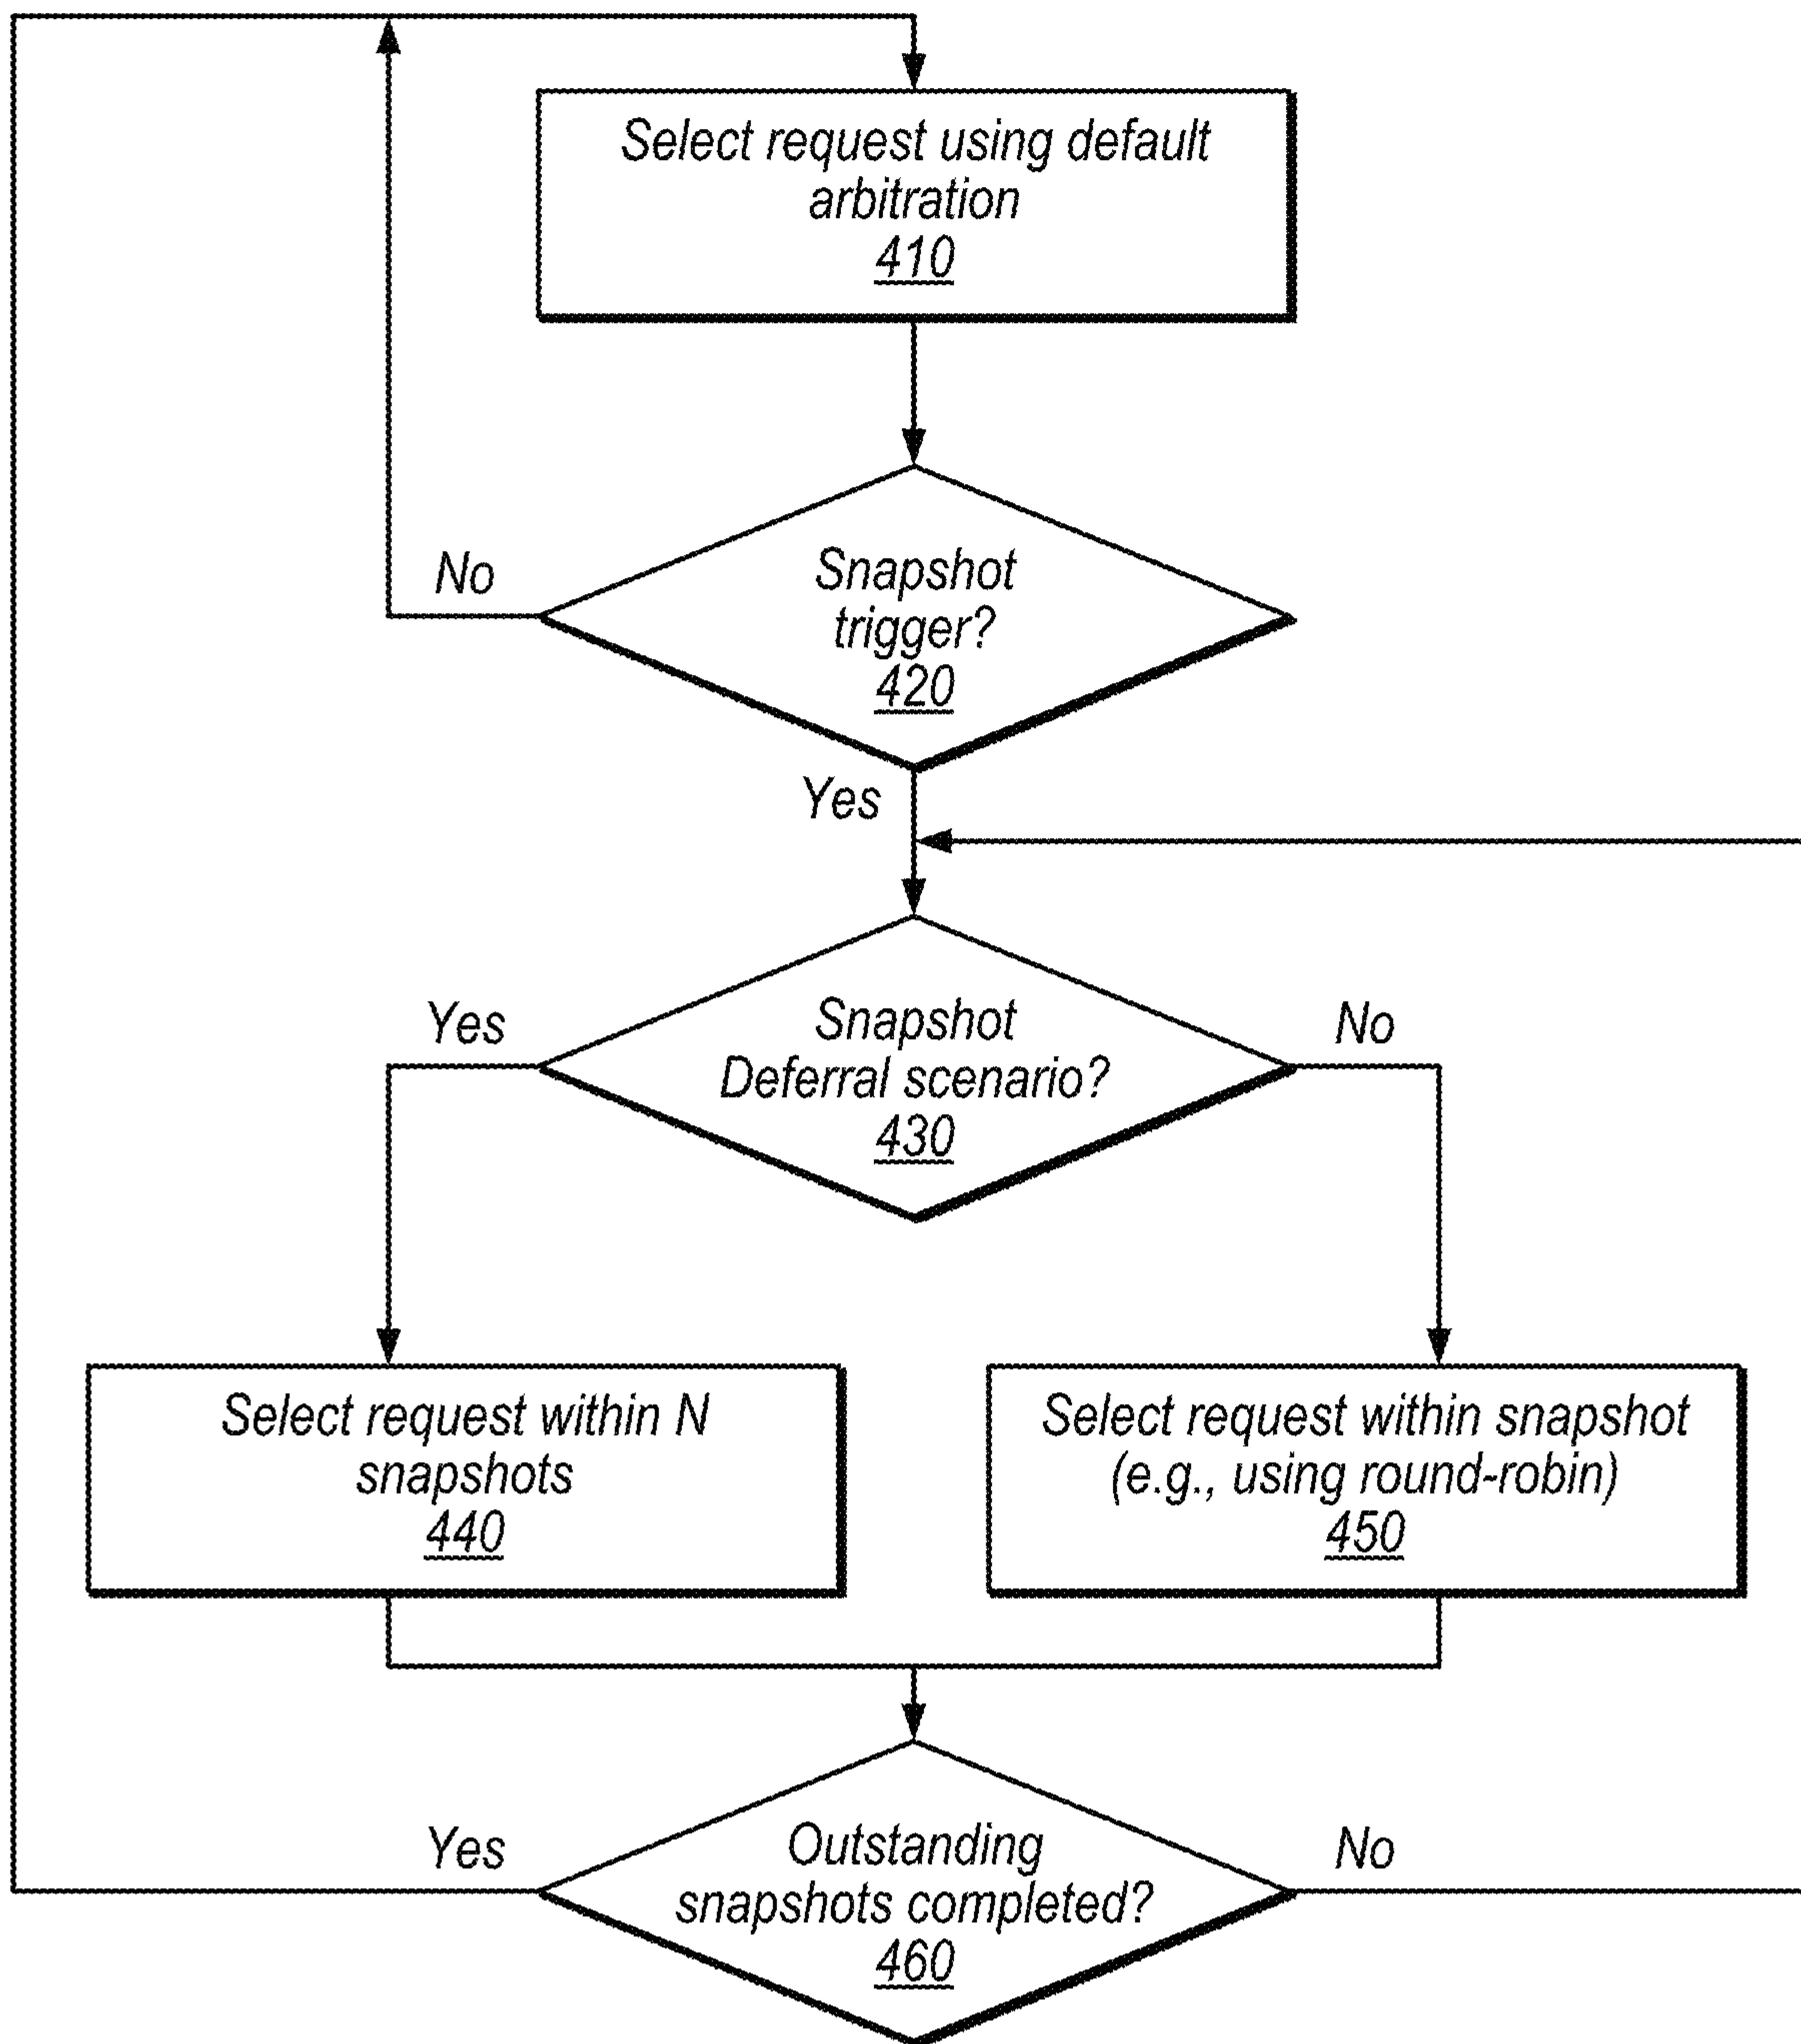 Select request using default
arbitration
410
No
Snapshot
trigger?
420
Yes
Yes
Snapshot
Deferral scenario?
430
No
Select request within N
snapshots
440
Select request within snapshot
(e.g., using round-robin)
450
Yes
Outstanding
snapshots completed?
460
No